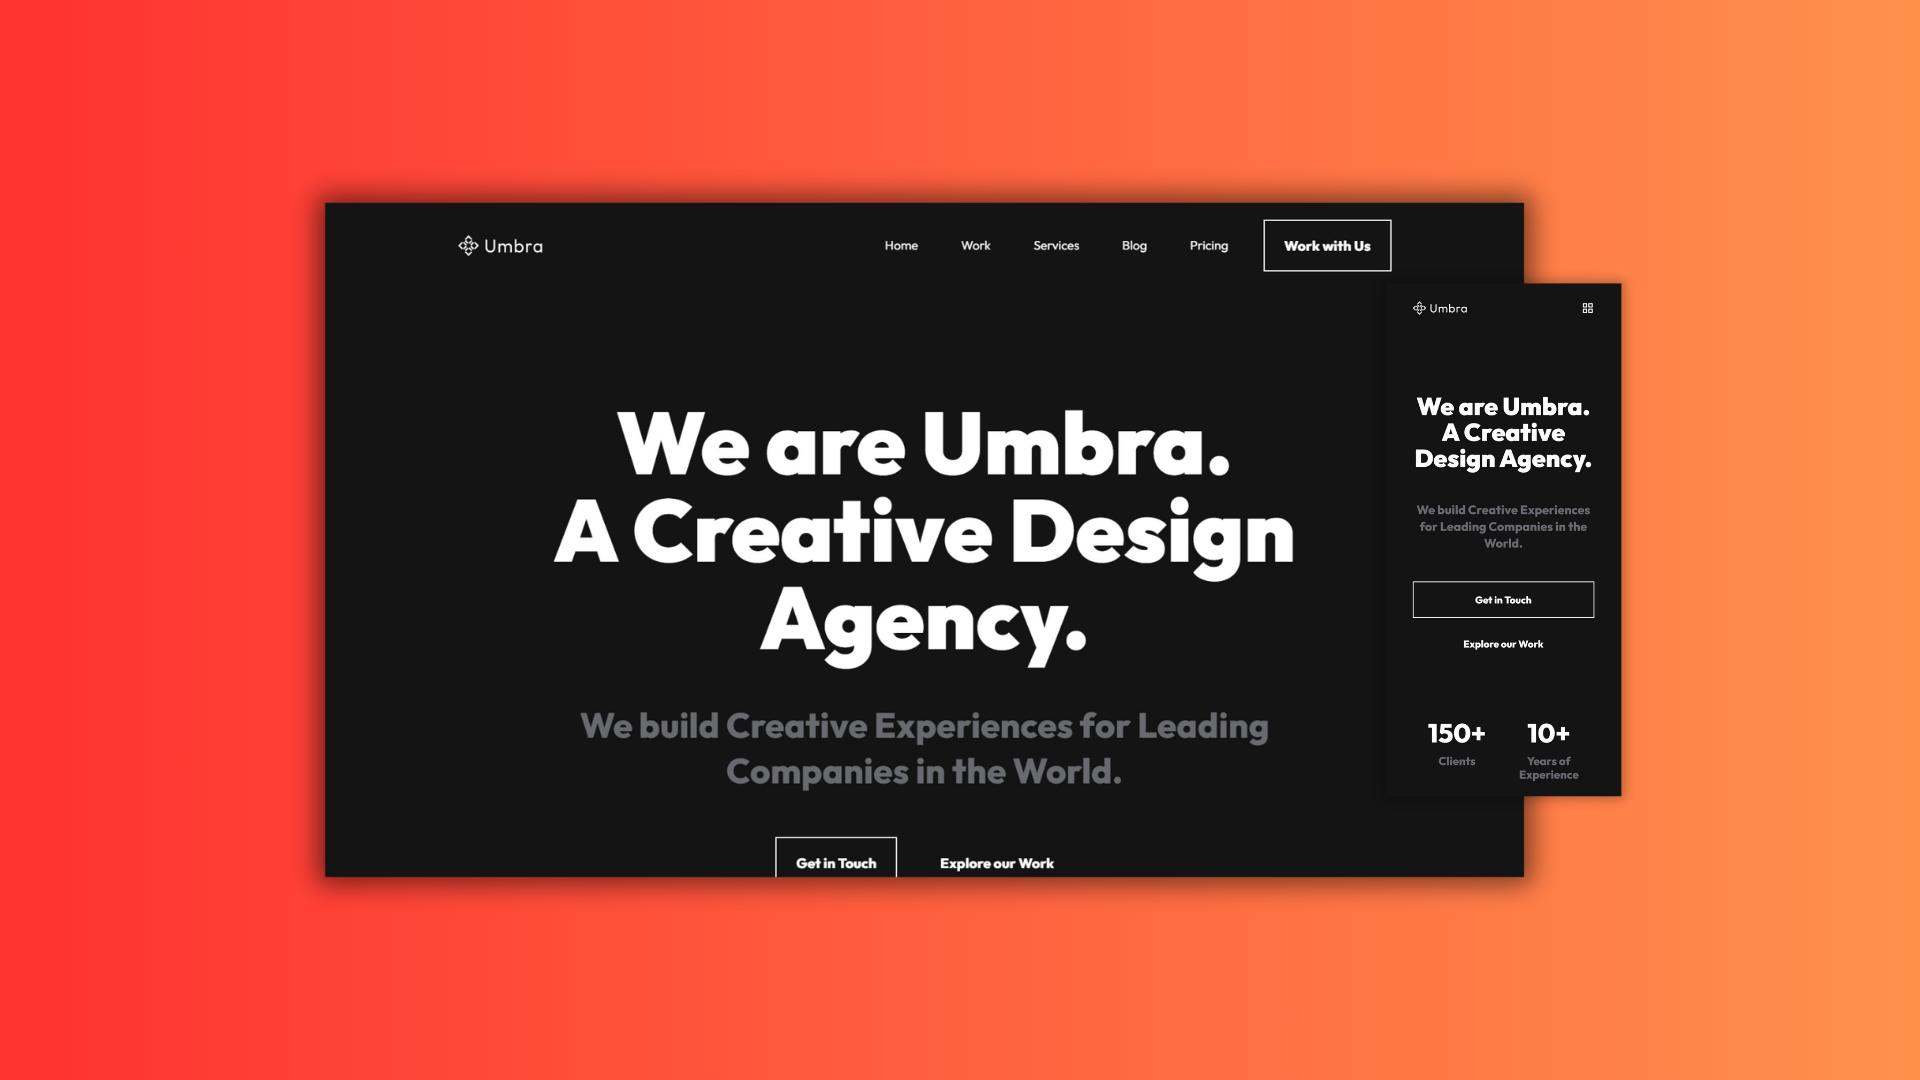 Umbra
Home Work Services Blog Pricing Work with Us
We are Umbra.
A Creative Design
Agency.
We build Creative Experiences for Leading
Companies in the World.
Get in Touch Explore our Work
Umbra
We are Umbra.
A Creative
Design Agency.
We build Creative Experiences
for Leading Companies in the
World.
Get in Touch
Explore our Work
150+ 10+
Clients Years of
Experience